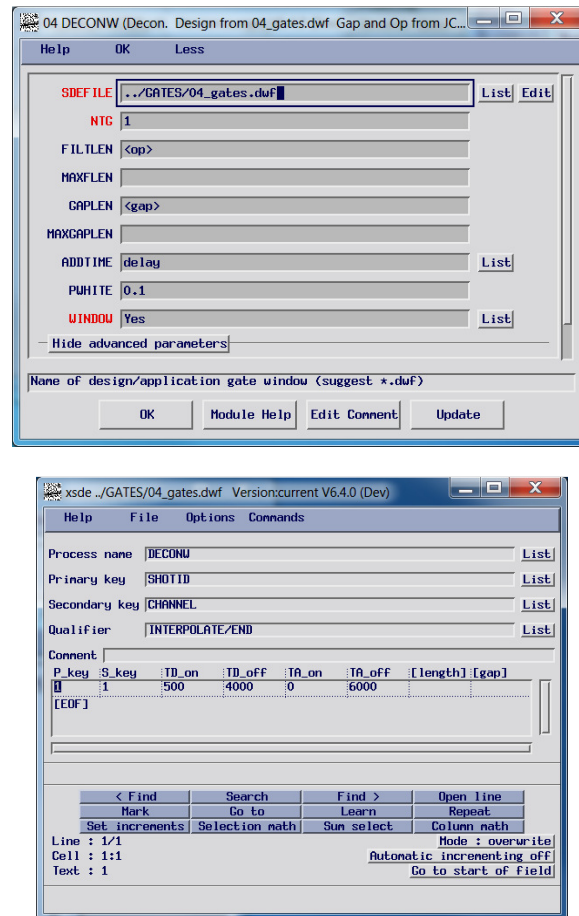 04 DECONW (Decon. Design from 04_gates.dwf Gap and Op from JC...
Help OK Less
SDEFILE ../GATES/04_gates.dwf List Edit
NTG 1
FILTLEN <op>
MAXFLEN
GAPLEN <gap>
MAXGAPLEN
ADDTIME delay List
PWHITE 0.1
WINDOW Yes List
Hide advanced parameters
Name of design/application gate window (suggest *.dwf)
OK Module Help Edit Comment Update
xsde ../GATES/04_gates.dwf Version:current V6.4.0 (Dev)
Help File Options Commands
Process name DECONW List
Primary key SHOTID List
Secondary key CHANNEL List
Qualifier INTERPOLATE/END List
Comment
P_key S_key TD_on TD_off TA_on TA_off [length] [gap]
1 1 500 4000 0 6000
[EOF]
< Find Search Find > Open line
Mark Go to Learn Repeat
Set increments Selection math Sum select Column math
Line : 1/1 Mode : overwrite
Cell : 1:1 Automatic incrementing off
Text : 1 Go to start of field